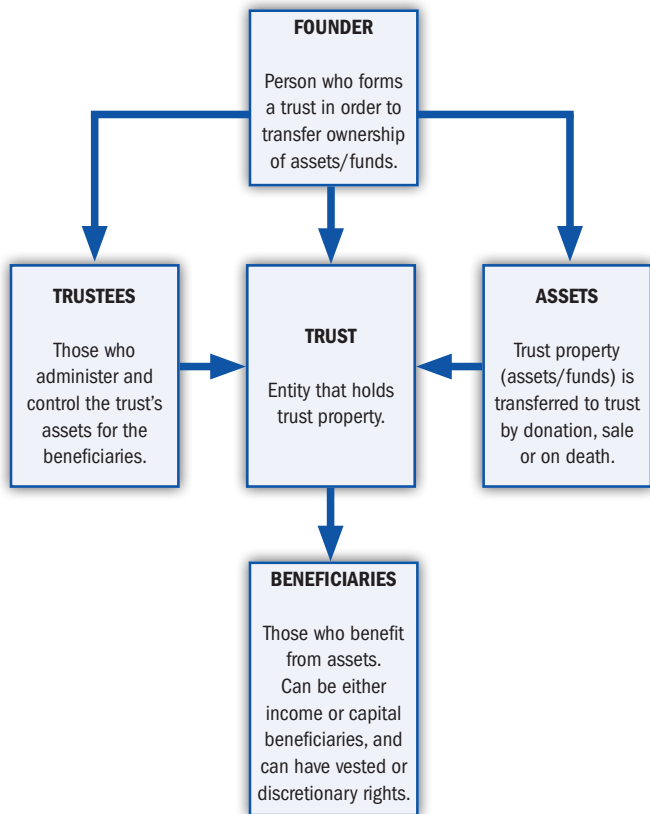 FOUNDER
Person who forms
a trust in order to
transfer ownership
of assets/funds.
TRUSTEES
Those who
administer and
control the trust’s
assets for the
beneficiaries.
TRUST
Entity that holds
trust property.
ASSETS
Trust property
(assets/funds) is
transferred to trust
by donation, sale
or on death.
BENEFICIARIES
Those who benefit
from assets.
Can be either
income or capital
beneficiaries, and
can have vested or
discretionary rights.